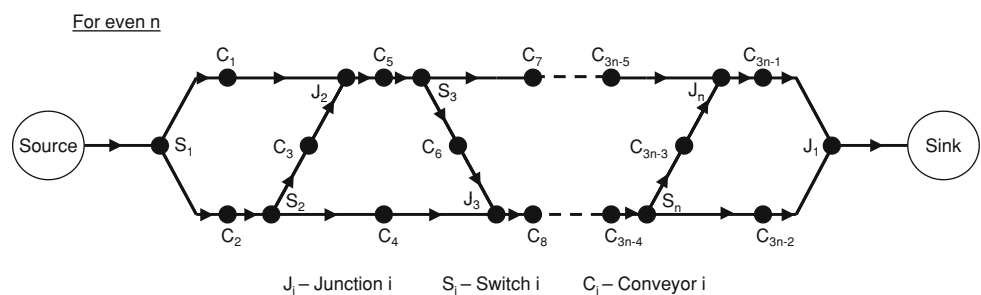 For even n
C₁ C₅ C₇ C₃ₙ₋₅ C₃ₙ₋₁
J₂ S₃ Jₙ
Source S₁ C₃ C₆ C₃ₙ₋₃ J₁ Sink
S₂ J₃ Sₙ
C₂ C₄ C₈ C₃ₙ₋₄ C₃ₙ₋₂
Jᵢ – Junction i Sᵢ – Switch i Cᵢ – Conveyor i